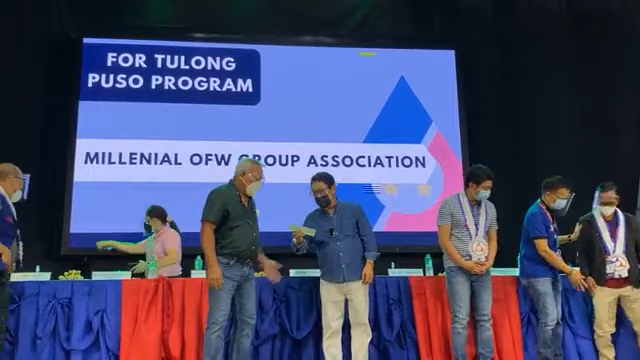 FOR TULONG
PUSO PROGRAM
MILLENIAL OFW GROUP ASSOCIATION